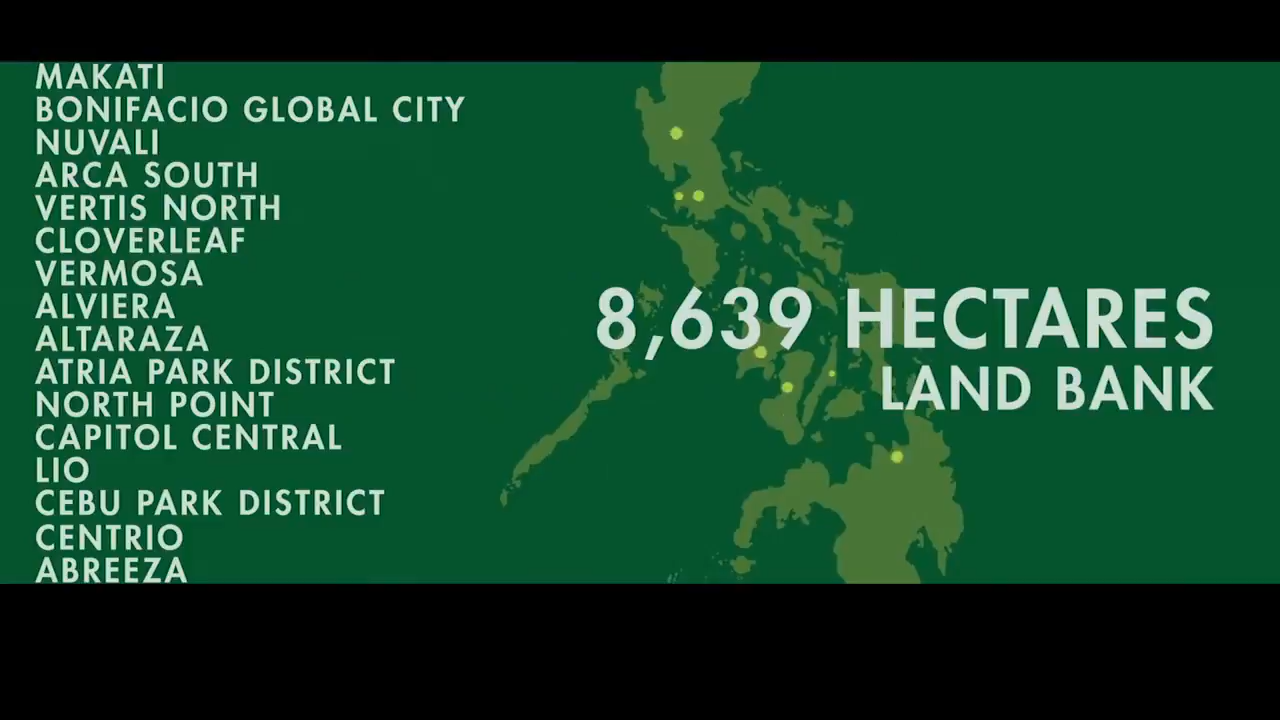 MAKATI
BONIFACIO GLOBAL CITY
NUVALI
ARCA SOUTH
VERTIS NORTH
CLOVERLEAF
VERMOSA
ALVIERA
ALTARAZA
ATRIA PARK DISTRICT
NORTH POINT
CAPITOL CENTRAL
LIO
CEBU PARK DISTRICT
CENTRIO
ABREEZA
8,639 HECTARES
LAND BANK